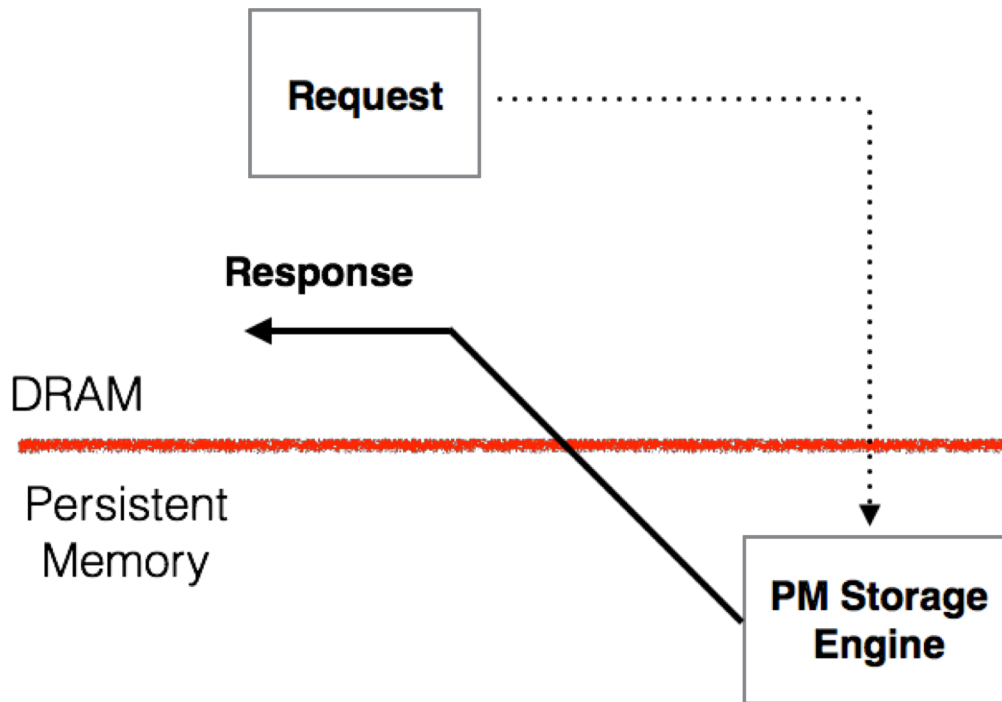 Request
Response
DRAM
Persistent
Memory
PM Storage
Engine